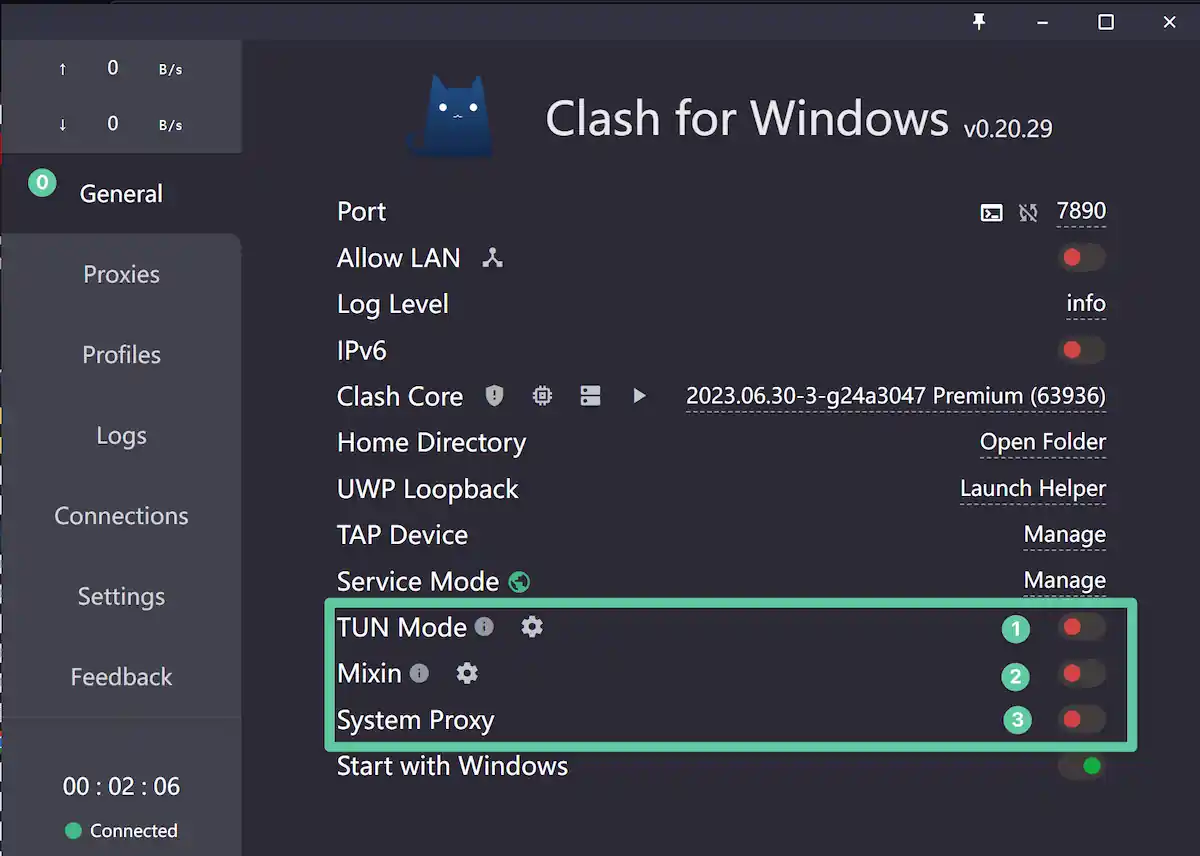 ↑ 0 B/s
↓ 0 B/s
Clash for Windows v0.20.29
0 General
Proxies
Profiles
Logs
Connections
Settings
Feedback
00 : 02 : 06
Connected
Port 7890
Allow LAN
Log Level info
IPv6
Clash Core 2023.06.30-3-g24a3047 Premium (63936)
Home Directory Open Folder
UWP Loopback Launch Helper
TAP Device Manage
Service Mode Manage
TUN Mode 1
Mixin 2
System Proxy 3
Start with Windows